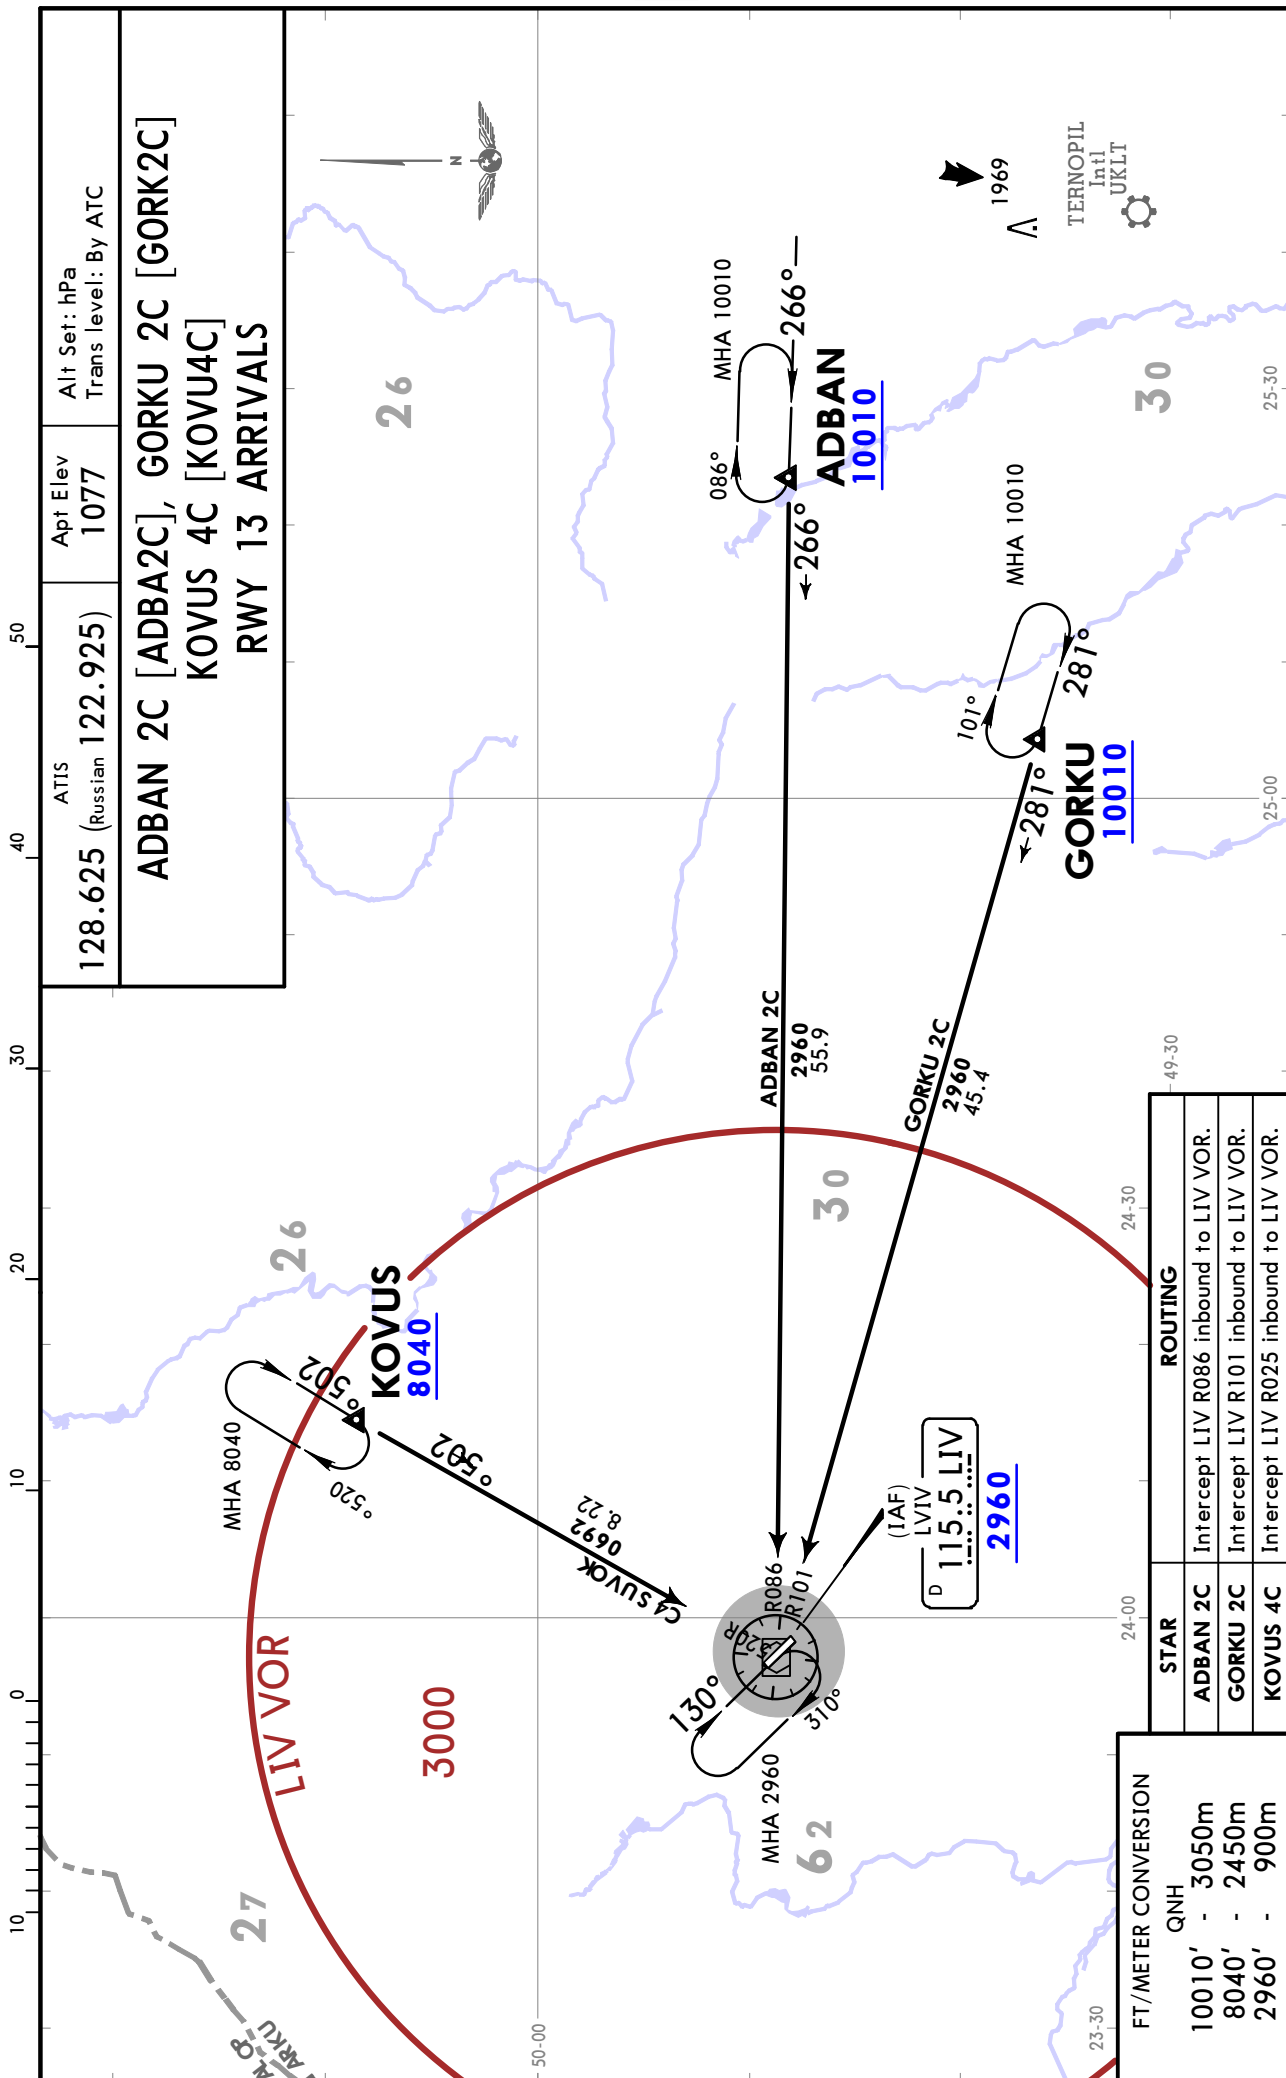 ATIS
128.625 (Russian 122.925)
Apt Elev
1077
Alt Set: hPa
Trans level: By ATC
ADBAN 2C [ADBA2C], GORKU 2C [GORK2C]
KOVUS 4C [KOVU4C]
RWY 13 ARRIVALS
10
0
10
20
30
40
50
N
LIV VOR
3000
27
26
26
30
30
62
MHA 8040
205°
025°
KOVUS
8040
205°
KOVUS 4C
2960
22.8
MHA 10010
086°
266°
ADBAN
10010
266°
ADBAN 2C
2960
55.9
MHA 10010
101°
281°
GORKU
10010
281°
GORKU 2C
2960
45.4
R025
R086
R101
130°
310°
MHA 2960
(IAF)
LVIV
D 115.5 LIV
2960
1969
TERNOPIL
Intl
UKLT
50-00
49-30
23-30
24-00
24-30
25-00
25-30
STAR ROUTING
ADBAN 2C Intercept LIV R086 inbound to LIV VOR.
GORKU 2C Intercept LIV R101 inbound to LIV VOR.
KOVUS 4C Intercept LIV R025 inbound to LIV VOR.
FT/METER CONVERSION
QNH
10010' - 3050m
8040' - 2450m
2960' - 900m